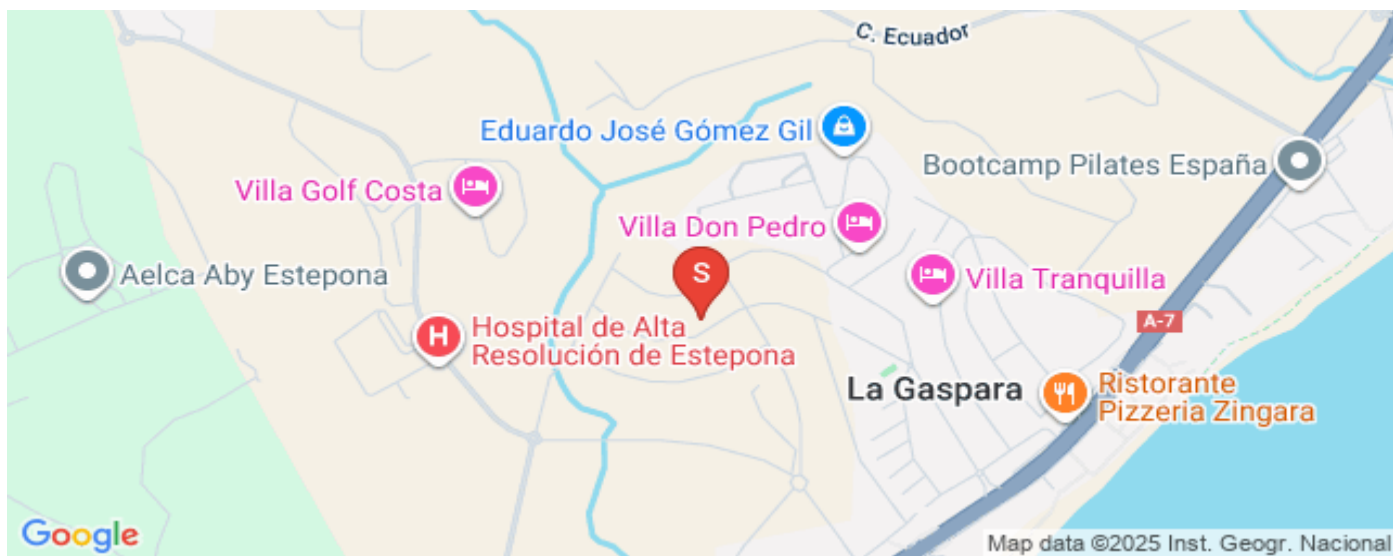 C. Ecuador
Eduardo José Gómez Gil
Bootcamp Pilates España
Villa Golf Costa
Villa Don Pedro
S
Aelca Aby Estepona
Villa Tranquilla
A-7
H
Hospital de Alta
Resolución de Estepona
La Gaspara
Ristorante
Pizzeria Zingara
Google
Map data ©2025 Inst. Geogr. Nacional